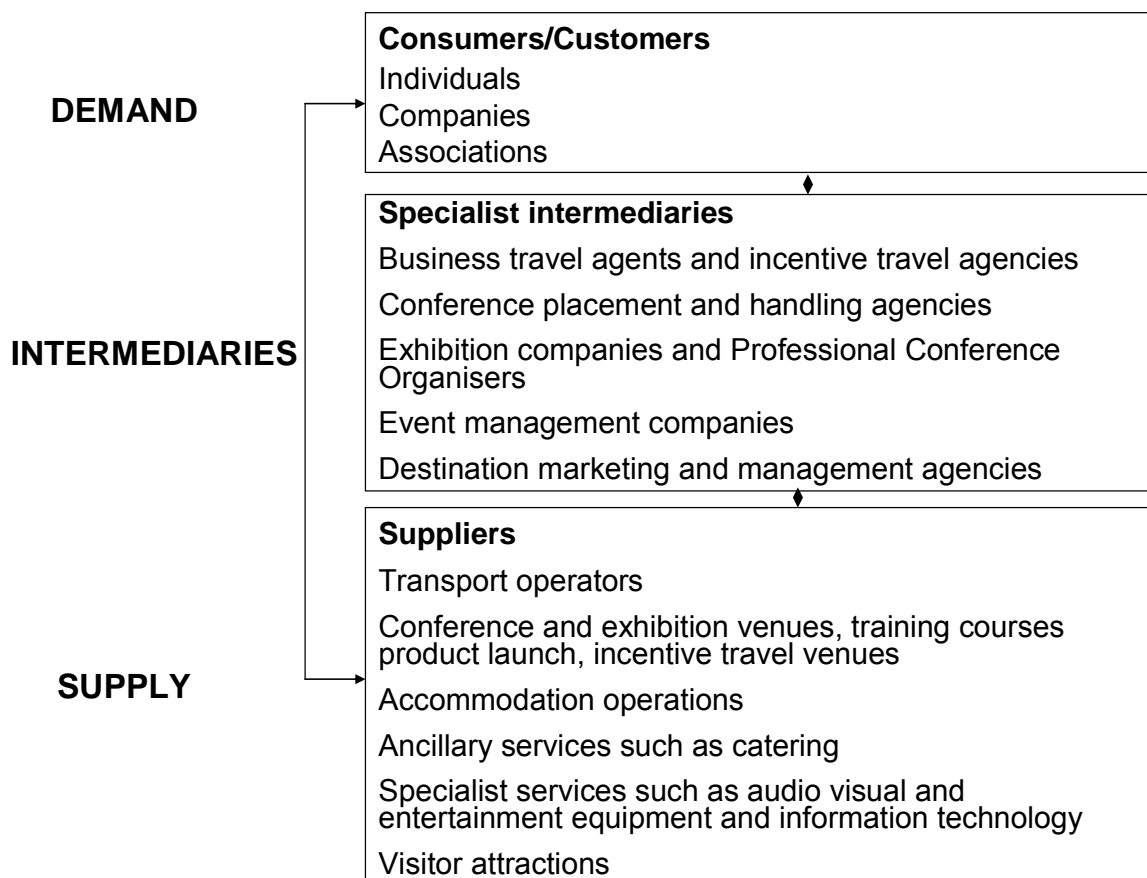 Consumers/Customers
Individuals
DEMAND
Companies
Associations
Specialist intermediaries
Business travel agents and incentive travel agencies
Conference placement and handling agencies
INTERMEDIARIES
Exhibition companies and Professional Conference
Organisers
Event management companies
Destination marketing and management agencies
Suppliers
Transport operators
Conference and exhibition venues, training courses
product launch, incentive travel venues
SUPPLY
Accommodation operations
Ancillary services such as catering
Specialist services such as audio visual and
entertainment equipment and information technology
Visitor attractions